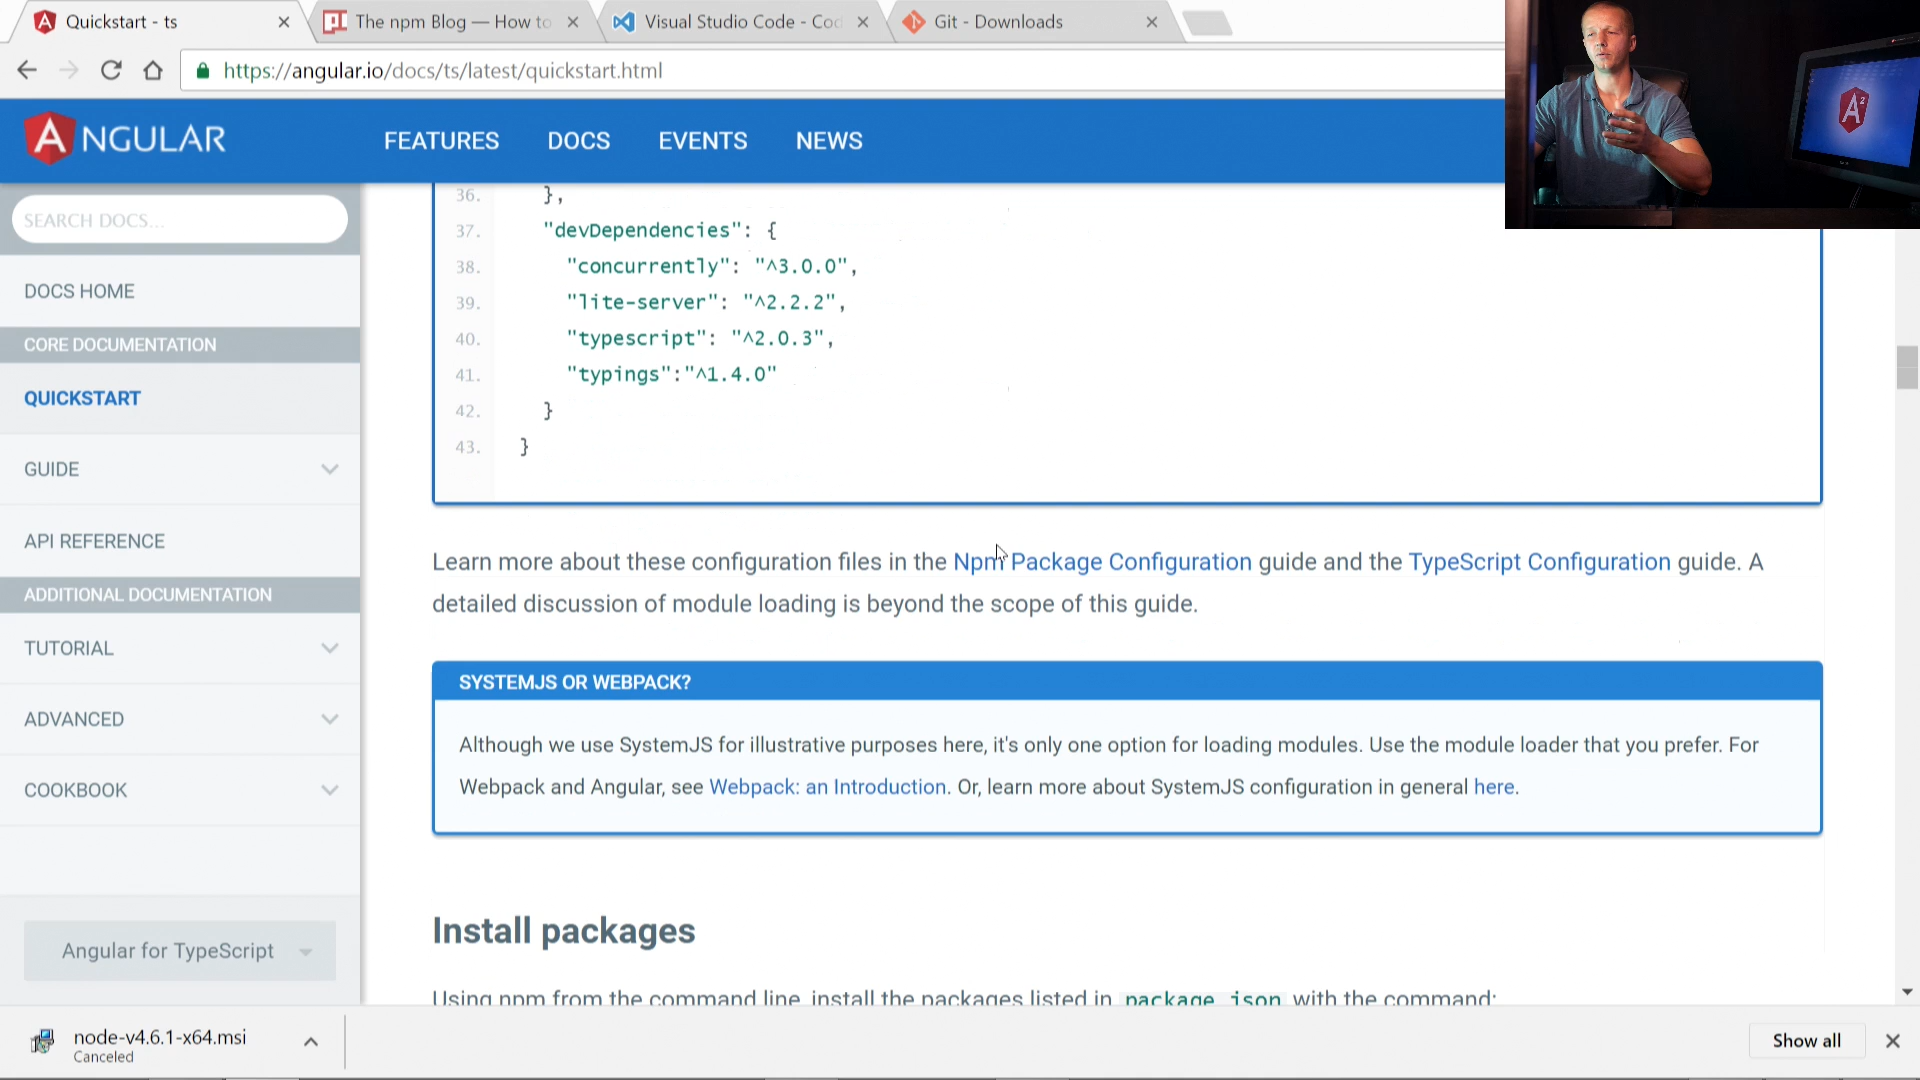 Quickstart - ts
The npm Blog — How to
Visual Studio Code - Cod
Git - Downloads
https://angular.io/docs/ts/latest/quickstart.html
ANGULAR
FEATURES
DOCS
EVENTS
NEWS
SEARCH DOCS...
DOCS HOME
CORE DOCUMENTATION
QUICKSTART
GUIDE
API REFERENCE
ADDITIONAL DOCUMENTATION
TUTORIAL
ADVANCED
COOKBOOK
Angular for TypeScript
36. },
37. "devDependencies": {
38. "concurrently": "^3.0.0",
39. "lite-server": "^2.2.2",
40. "typescript": "^2.0.3",
41. "typings":"^1.4.0"
42. }
43. }
Learn more about these configuration files in the Npm Package Configuration guide and the TypeScript Configuration guide. A
detailed discussion of module loading is beyond the scope of this guide.
SYSTEMJS OR WEBPACK?
Although we use SystemJS for illustrative purposes here, it's only one option for loading modules. Use the module loader that you prefer. For
Webpack and Angular, see Webpack: an Introduction. Or, learn more about SystemJS configuration in general here.
Install packages
Using npm from the command line, install the packages listed in package.json with the command:
node-v4.6.1-x64.msi
Canceled
Show all
A2